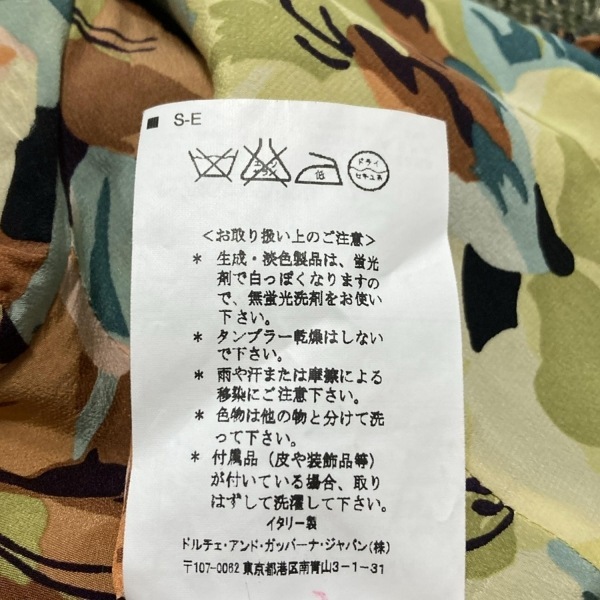 S-E
エンソ サラシ
低
ドライ
セキユ系
<お取り扱い上のご注意>
* 生成・淡色製品は、蛍光
剤で白っぽくなりますの
で、無蛍光洗剤をお使い
下さい。
* タンブラー乾燥はしない
で下さい。
* 雨や汗または摩擦による
移染にご注意下さい。
* 色物は他の物と分けて洗
って下さい。
* 付属品（皮や装飾品等）
が付いている場合、取り
はずして洗濯して下さい。
イタリー製
ドルチェ・アンド・ガッバーナ・ジャパン(株)
〒107-0062 東京都港区南青山3-1-31